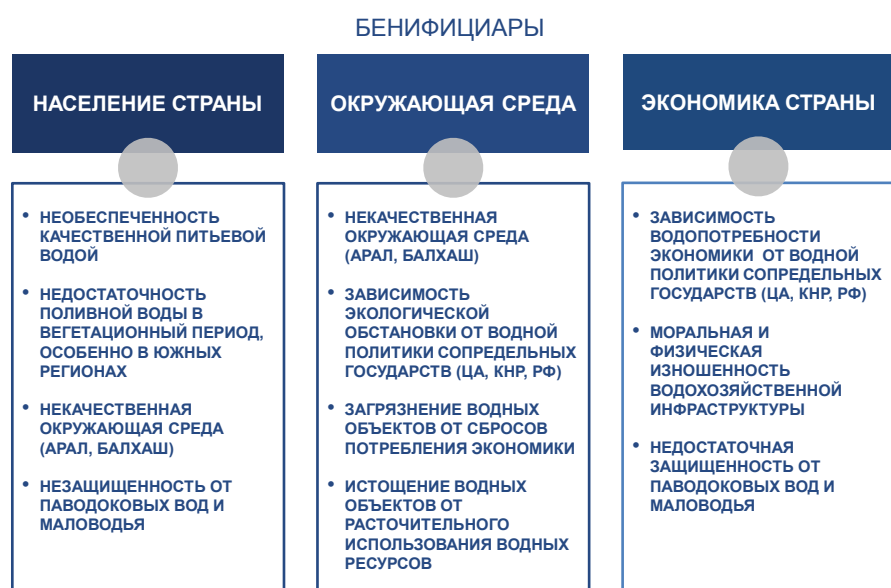 БЕНИФИЦИАРЫ
НАСЕЛЕНИЕ СТРАНЫ
• НЕОБЕСПЕЧЕННОСТЬ
КАЧЕСТВЕННОЙ ПИТЬЕВОЙ
ВОДОЙ
• НЕДОСТАТОЧНОСТЬ
ПОЛИВНОЙ ВОДЫ В
ВЕГЕТАЦИОННЫЙ ПЕРИОД,
ОСОБЕННО В ЮЖНЫХ
РЕГИОНАХ
• НЕКАЧЕСТВЕННАЯ
ОКРУЖАЮЩАЯ СРЕДА
(АРАЛ, БАЛХАШ)
• НЕЗАЩИЩЕННОСТЬ ОТ
ПАВОДОКОВЫХ ВОД И
МАЛОВОДЬЯ
ОКРУЖАЮЩАЯ СРЕДА
• НЕКАЧЕСТВЕННАЯ
ОКРУЖАЮЩАЯ СРЕДА
(АРАЛ, БАЛХАШ)
• ЗАВИСИМОСТЬ
ЭКОЛОГИЧЕСКОЙ
ОБСТАНОВКИ ОТ ВОДНОЙ
ПОЛИТИКИ СОПРЕДЕЛЬНЫХ
ГОСУДАРСТВ (ЦА, КНР, РФ)
• ЗАГРЯЗНЕНИЕ ВОДНЫХ
ОБЪЕКТОВ ОТ СБРОСОВ
ПОТРЕБЛЕНИЯ ЭКОНОМИКИ
• ИСТОЩЕНИЕ ВОДНЫХ
ОБЪЕКТОВ ОТ
РАСТОЧИТЕЛЬНОГО
ИСПОЛЬЗОВАНИЯ ВОДНЫХ
РЕСУРСОВ
ЭКОНОМИКА СТРАНЫ
• ЗАВИСИМОСТЬ
ВОДОПОТРЕБНОСТИ
ЭКОНОМИКИ ОТ ВОДНОЙ
ПОЛИТИКИ СОПРЕДЕЛЬНЫХ
ГОСУДАРСТВ (ЦА, КНР, РФ)
• МОРАЛЬНАЯ И
ФИЗИЧЕСКАЯ
ИЗНОШЕННОСТЬ
ВОДОХОЗЯЙСТВЕННОЙ
ИНФРАСТРУКТУРЫ
• НЕДОСТАТОЧНАЯ
ЗАЩИЩЕННОСТЬ ОТ
ПАВОДОКОВЫХ ВОД И
МАЛОВОДЬЯ